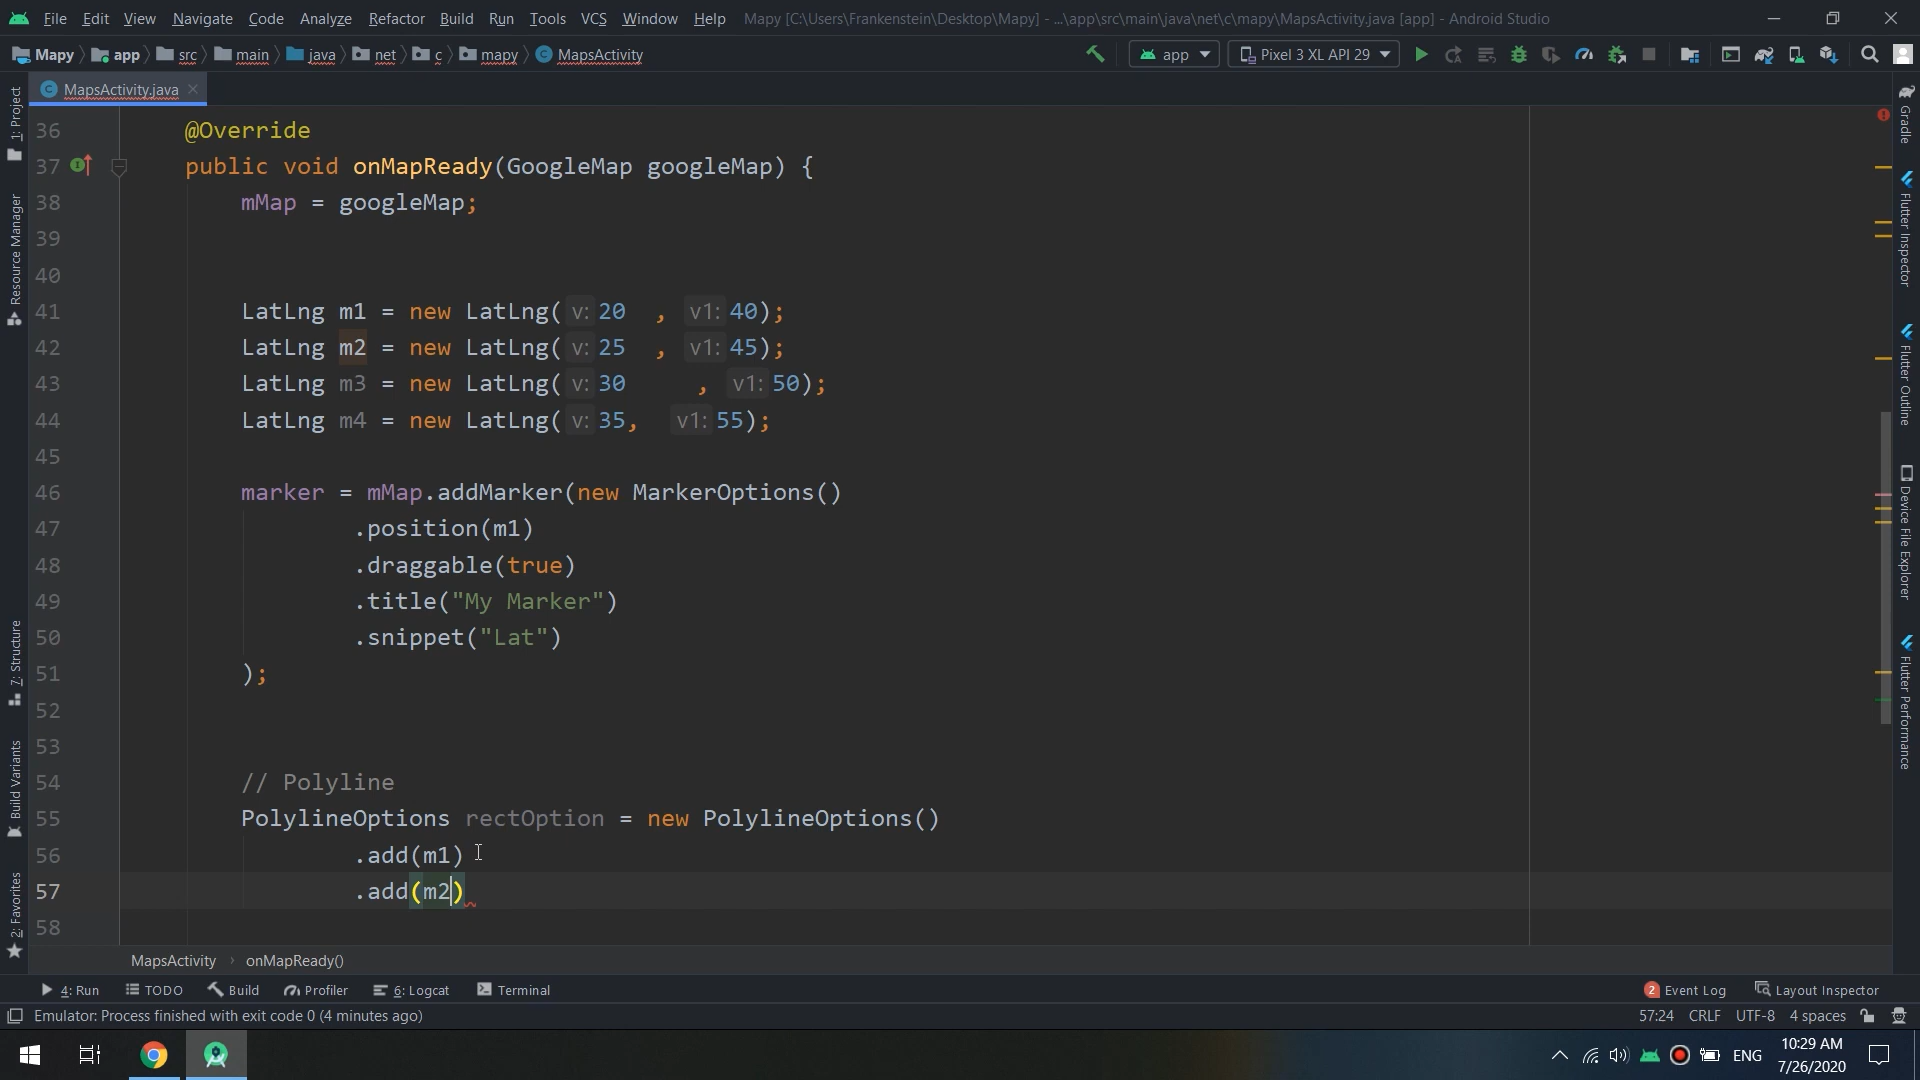 File Edit View Navigate Code Analyze Refactor Build Run Tools VCS Window Help Mapy [C:\Users\Frankenstein\Desktop\Mapy] - ...\app\src\main\java\net\c\mapy\MapsActivity.java [app] - Android Studio
Mapy app src main java net c mapy MapsActivity app Pixel 3 XL API 29
MapsActivity.java
1: Project
Resource Manager
7: Structure
Build Variants
2: Favorites
36 @Override
37 public void onMapReady(GoogleMap googleMap) {
38 mMap = googleMap;
39
40
41 LatLng m1 = new LatLng( v: 20 , v1: 40);
42 LatLng m2 = new LatLng( v: 25 , v1: 45);
43 LatLng m3 = new LatLng( v: 30 , v1: 50);
44 LatLng m4 = new LatLng( v: 35, v1: 55);
45
46 marker = mMap.addMarker(new MarkerOptions()
47 .position(m1)
48 .draggable(true)
49 .title("My Marker")
50 .snippet("Lat")
51 );
52
53
54 // Polyline
55 PolylineOptions rectOption = new PolylineOptions()
56 .add(m1)
57 .add(m2)
58
Gradle
Flutter Inspector
Flutter Outline
Device File Explorer
Flutter Performance
MapsActivity onMapReady()
4: Run TODO Build Profiler 6: Logcat Terminal 2 Event Log Layout Inspector
Emulator: Process finished with exit code 0 (4 minutes ago) 57:24 CRLF UTF-8 4 spaces
ENG 10:29 AM
7/26/2020